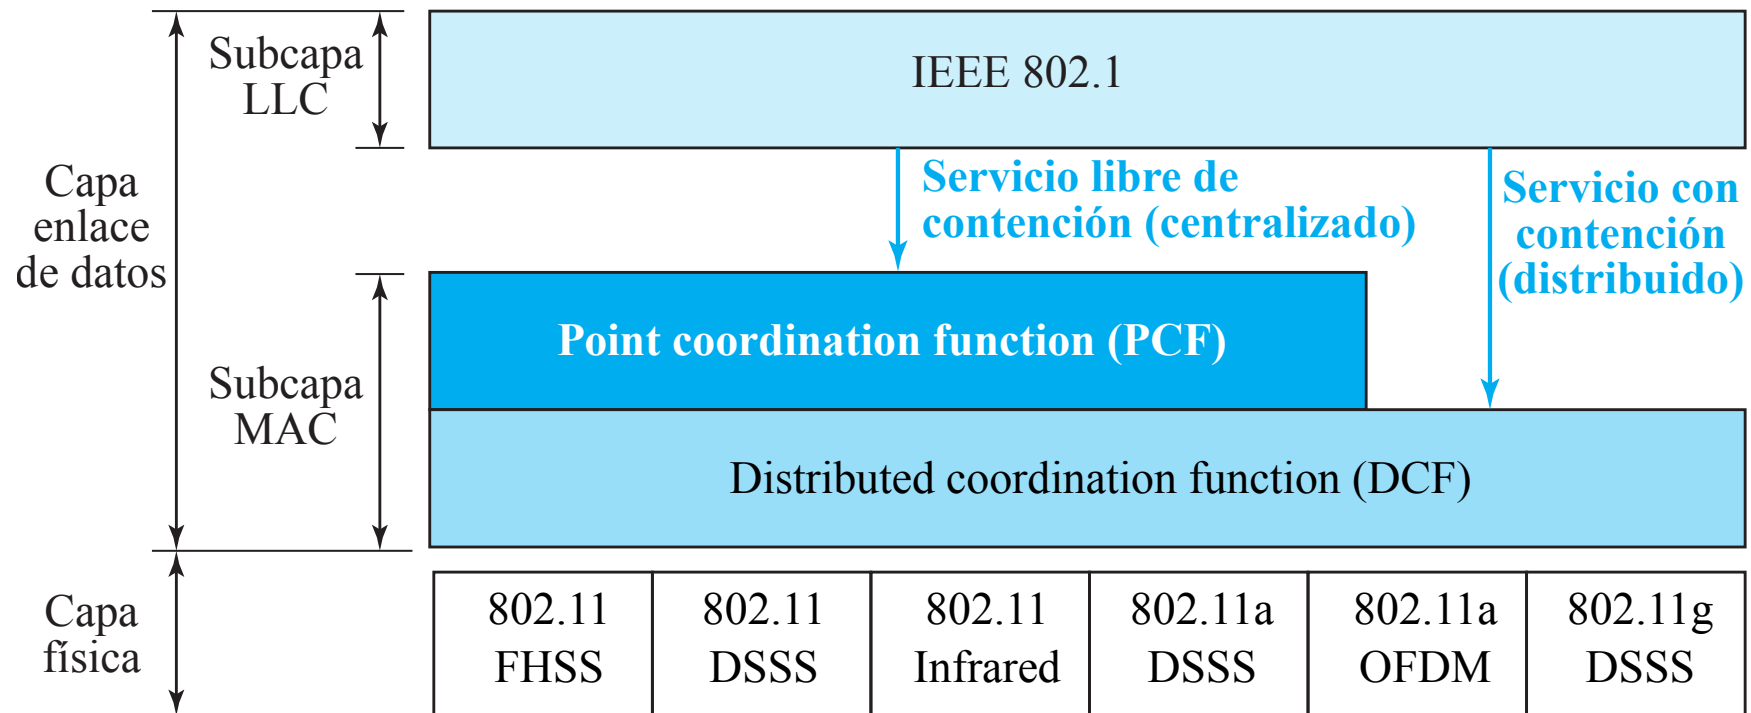 Subcapa
LLC
IEEE 802.1
Capa
enlace
de datos
Servicio libre de
contención (centralizado)
Servicio con
contención
(distribuido)
Subcapa
MAC
Point coordination function (PCF)
Distributed coordination function (DCF)
Capa
física
802.11
FHSS
802.11
DSSS
802.11
Infrared
802.11a
DSSS
802.11a
OFDM
802.11g
DSSS